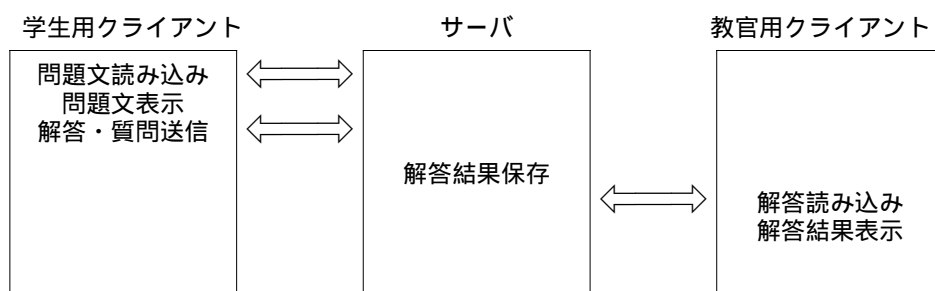 学生用クライアント
サーバ
教官用クライアント
問題文読み込み
問題文表示
解答・質問送信
解答結果保存
解答読み込み
解答結果表示